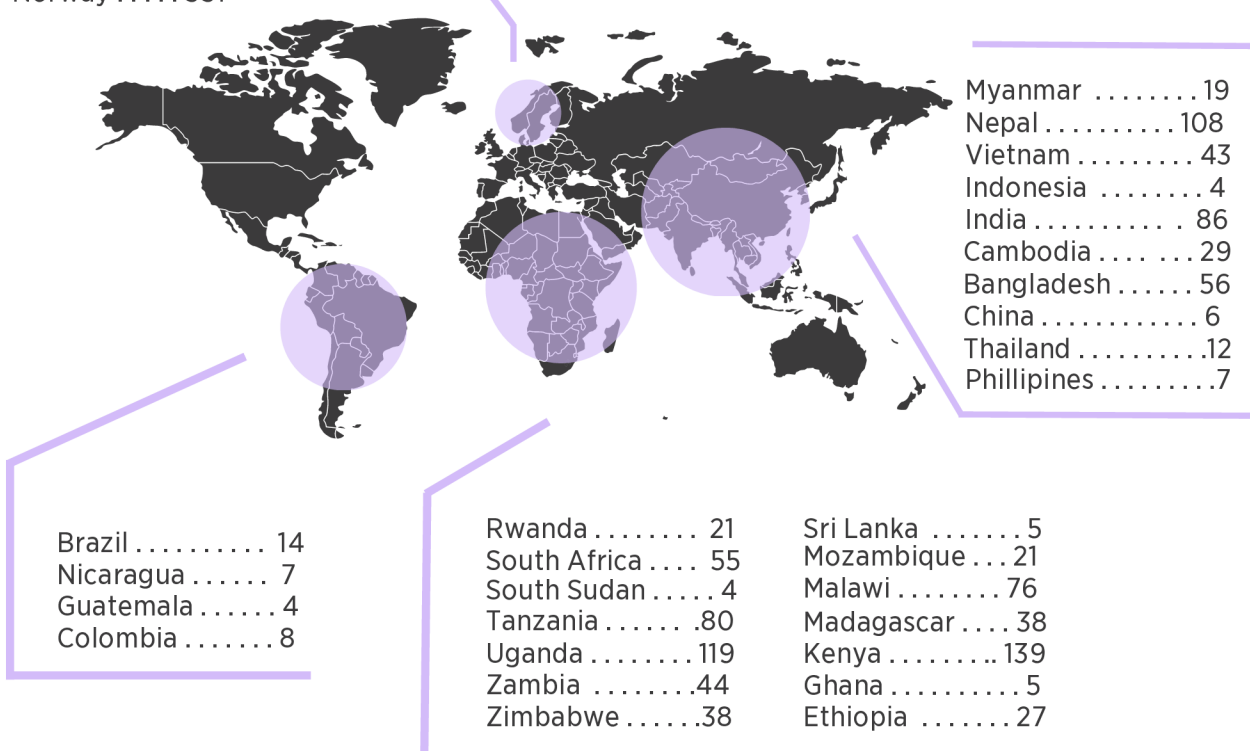 Myanmar ........19
Nepal..........108
Vietnam.........43
Indonesia ........4
India........... 86
Cambodia.... ...29
Bangladesh......56
China............6
Thailand..........12
Phillipines.........7
Brazil.......... 14
Nicaragua...... 7
Guatemala......4
Colombia.......8
Rwanda........ 21
South Africa.... 55
South Sudan.....4
Tanzania...... .80
Uganda........119
Zambia ........44
Zimbabwe......38
Sri Lanka .......5
Mozambique...21
Malawi........76
Madagascar....38
Kenya.........139
Ghana..........5
Ethiopia .......27